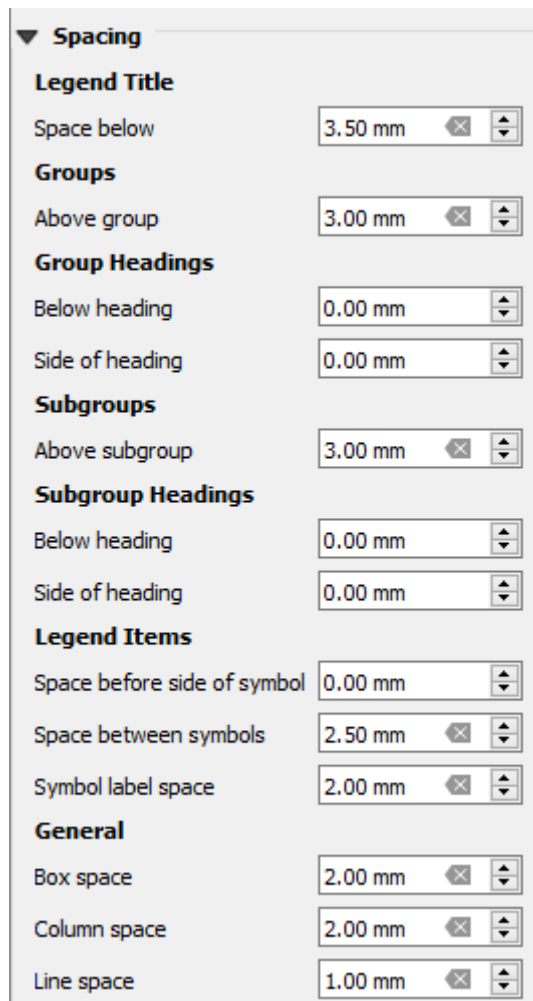 Spacing
Legend Title
Space below 3.50 mm
Groups
Above group 3.00 mm
Group Headings
Below heading 0.00 mm
Side of heading 0.00 mm
Subgroups
Above subgroup 3.00 mm
Subgroup Headings
Below heading 0.00 mm
Side of heading 0.00 mm
Legend Items
Space before side of symbol 0.00 mm
Space between symbols 2.50 mm
Symbol label space 2.00 mm
General
Box space 2.00 mm
Column space 2.00 mm
Line space 1.00 mm